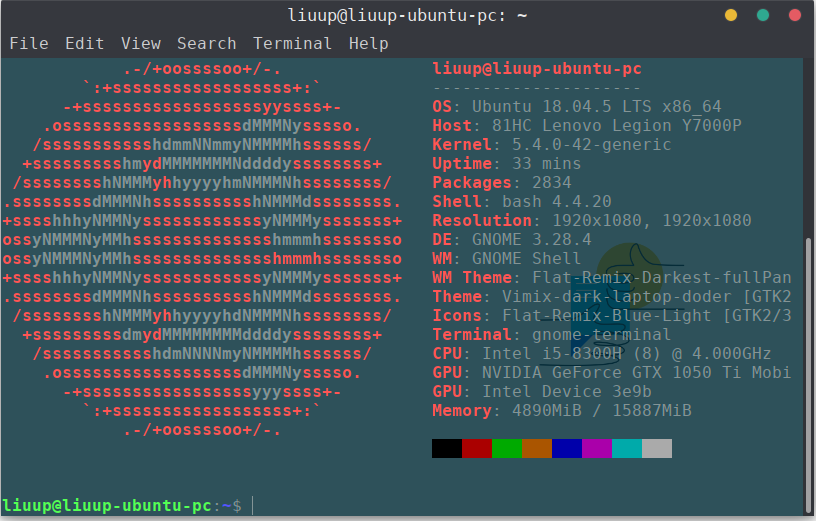 liuup@liuup-ubuntu-pc: ~
File Edit View Search Terminal Help
.-/+oossssoo+/-.
`:+ssssssssssssssssss+:`
-+ssssssssssssssssssyyssss+-
.ossssssssssssssssssdMMMNysssso.
/ssssssssssshdmmNNmmyNMMMMhssssss/
+ssssssssshmydMMMMMMMNddddyssssssss+
/sssssssshNMMMyhhyyyyhmNMMMNhssssssss/
.ssssssssdMMMNhsssssssssshNMMMdssssssss.
+sssshhhyNMMNyssssssssssssyNMMMysssssss+
ossyNMMMNyMMhsssssssssssssshmmmhssssssso
ossyNMMMNyMMhsssssssssssssshmmmhssssssso
+sssshhhyNMMNyssssssssssssyNMMMysssssss+
.ssssssssdMMMNhsssssssssshNMMMdssssssss.
/sssssssshNMMMyhhyyyyhdNMMMNhssssssss/
+sssssssssdmydMMMMMMMMddddyssssssss+
/ssssssssssshdmNNNNmyNMMMMhssssss/
.ossssssssssssssssssdMMMNysssso.
-+sssssssssssssssssyyyssss+-
`:+ssssssssssssssssss+:`
.-/+oossssoo+/-.
liuup@liuup-ubuntu-pc
---------------------
OS: Ubuntu 18.04.5 LTS x86_64
Host: 81HC Lenovo Legion Y7000P
Kernel: 5.4.0-42-generic
Uptime: 33 mins
Packages: 2834
Shell: bash 4.4.20
Resolution: 1920x1080, 1920x1080
DE: GNOME 3.28.4
WM: GNOME Shell
WM Theme: Flat-Remix-Darkest-fullPan
Theme: Vimix-dark-laptop-doder [GTK2
Icons: Flat-Remix-Blue-Light [GTK2/3
Terminal: gnome-terminal
CPU: Intel i5-8300H (8) @ 4.000GHz
GPU: NVIDIA GeForce GTX 1050 Ti Mobi
GPU: Intel Device 3e9b
Memory: 4890MiB / 15887MiB
liuup@liuup-ubuntu-pc:~$